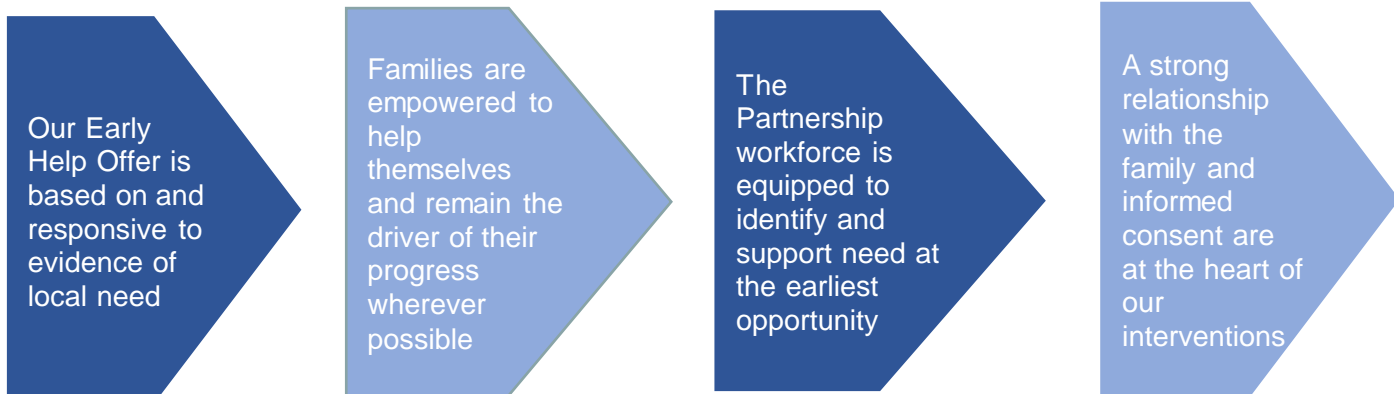 Our Early
Help Offer is
based on and
responsive to
evidence of
local need
Families are
empowered to
help
themselves
and remain the
driver of their
progress
wherever
possible
The
Partnership
workforce is
equipped to
identify and
support need at
the earliest
opportunity
A strong
relationship
with the
family and
informed
consent are
at the heart of
our
interventions